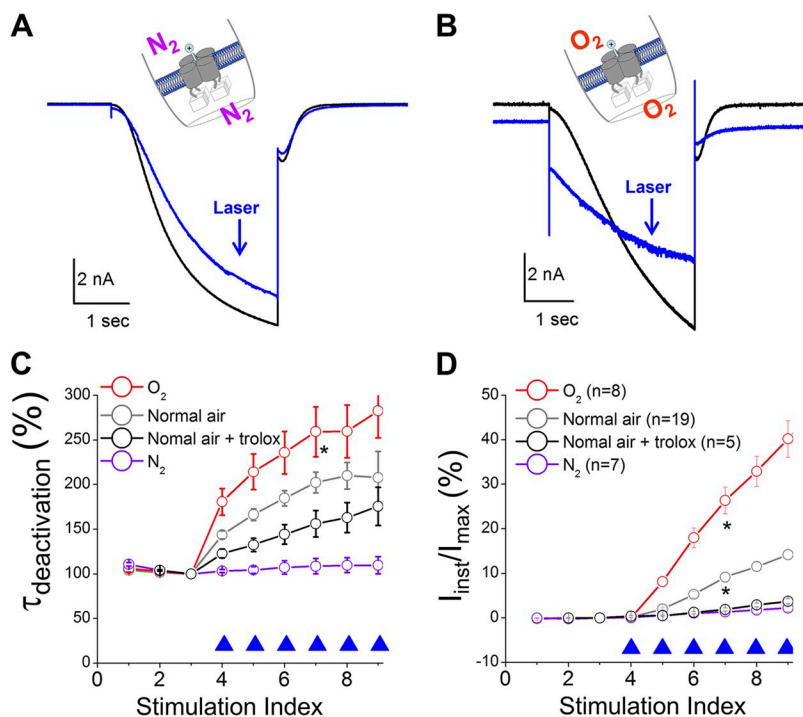 A
N2
N2
Laser
2 nA
1 sec
B
O2
O2
Laser
2 nA
1 sec
C
O2
Normal air
Nomal air + trolox
N2
τdeactivation (%)
300
250
200
150
100
50
0
*
0 2 4 6 8
Stimulation Index
D
O2 (n=8)
Normal air (n=19)
Nomal air + trolox (n=5)
N2 (n=7)
Iinst/Imax (%)
50
40
30
20
10
0
-10
*
*
0 2 4 6 8
Stimulation Index